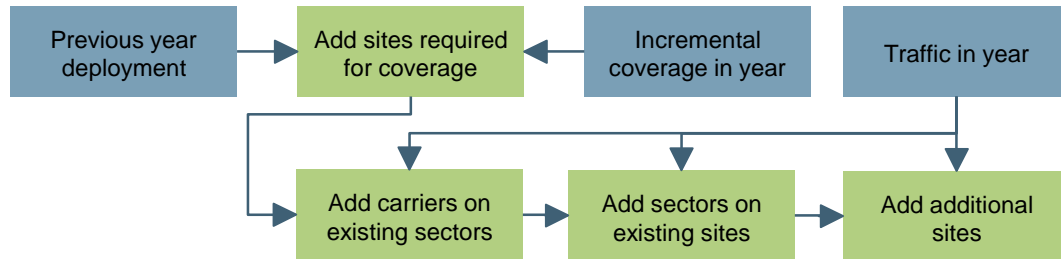 Previous year
deployment
Add sites required
for coverage
Incremental
coverage in year
Traffic in year
Add carriers on
existing sectors
Add sectors on
existing sites
Add additional
sites